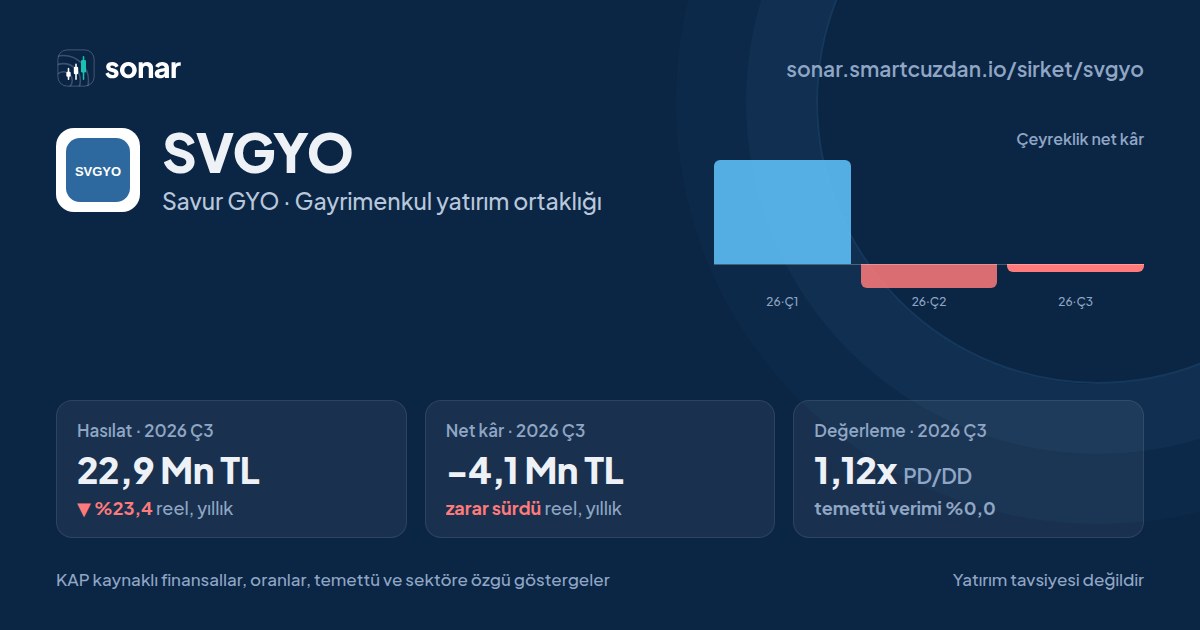 sonar
sonar.smartcuzdan.io/sirket/svgyo
SVGYO
SVGYO
Savur GYO · Gayrimenkul yatırım ortaklığı
Çeyreklik net kâr
26·Ç1
26·Ç2
26·Ç3
Hasılat · 2026 Ç3
22,9 Mn TL
▼ %23,4 reel, yıllık
Net kâr · 2026 Ç3
−4,1 Mn TL
zarar sürdü reel, yıllık
Değerleme · 2026 Ç3
1,12x PD/DD
temettü verimi %0,0
KAP kaynaklı finansallar, oranlar, temettü ve sektöre özgü göstergeler
Yatırım tavsiyesi değildir